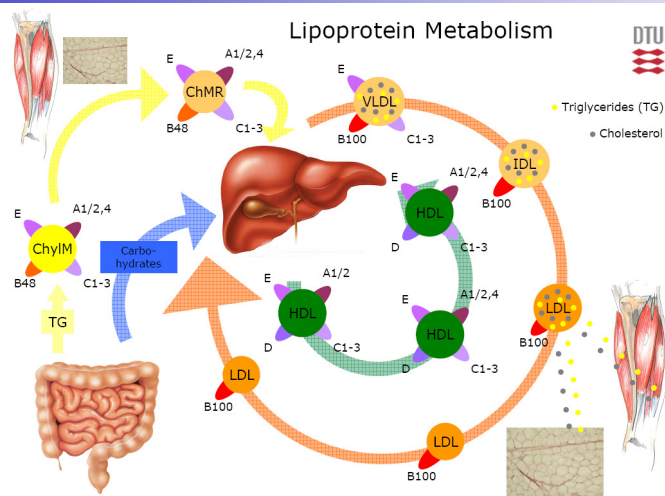 Lipoprotein Metabolism
DTU
Triglycerides (TG)
Cholesterol
E
A1/2,4
ChMR
B48
C1-3
E
VLDL
B100
C1-3
IDL
B100
E
A1/2,4
HDL
D
C1-3
E
A1/2,4
ChylM
B48
C1-3
Carbo-
hydrates
TG
E
A1/2
HDL
D
C1-3
E
A1/2,4
HDL
D
C1-3
LDL
B100
LDL
B100
LDL
B100